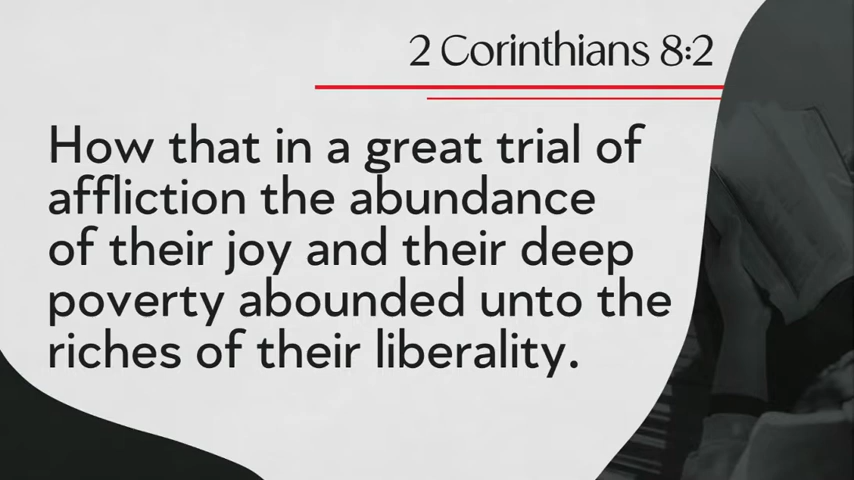 2 Corinthians 8:2
How that in a great trial of
affliction the abundance
of their joy and their deep
poverty abounded unto the
riches of their liberality.